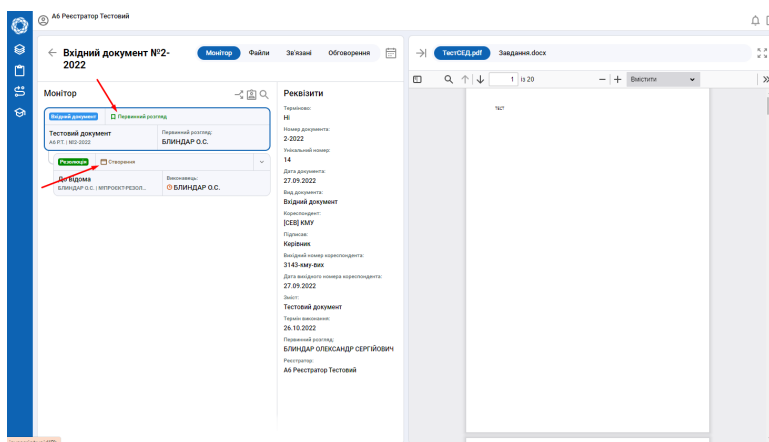 А6 Реєстратор Тестовий
Вхідний документ №2-2022
Монітор
Файли
Зв'язані
Обговорення
Монітор
Вхідний документ
Первинний розгляд
Тестовий документ
А6 Р.Т. | №2-2022
Первинний розгляд:
БЛИНДАР О.С.
Резолюція
Створення
До відома
БЛИНДАР О.С. | №ПРОЄКТ-РЕЗОЛ...
Виконавець:
БЛИНДАР О.С.
Реквізити
Терміново:
Ні
Номер документа:
2-2022
Унікальний номер:
14
Дата документа:
27.09.2022
Вид документа:
Вхідний документ
Кореспондент:
[СЕВ] КМУ
Підписав:
Керівник
Вихідний номер кореспондента:
3143-кму-вих
Дата вихідного номера кореспондента:
27.09.2022
Зміст:
Тестовий документ
Термін виконання:
26.10.2022
Первинний розгляд:
БЛИНДАР ОЛЕКСАНДР СЕРГІЙОВИЧ
Реєстратор:
А6 Реєстратор Тестовий
ТестСЕД.pdf
Завдання.docx
1 із 20
Вмістити
ТЕСТ